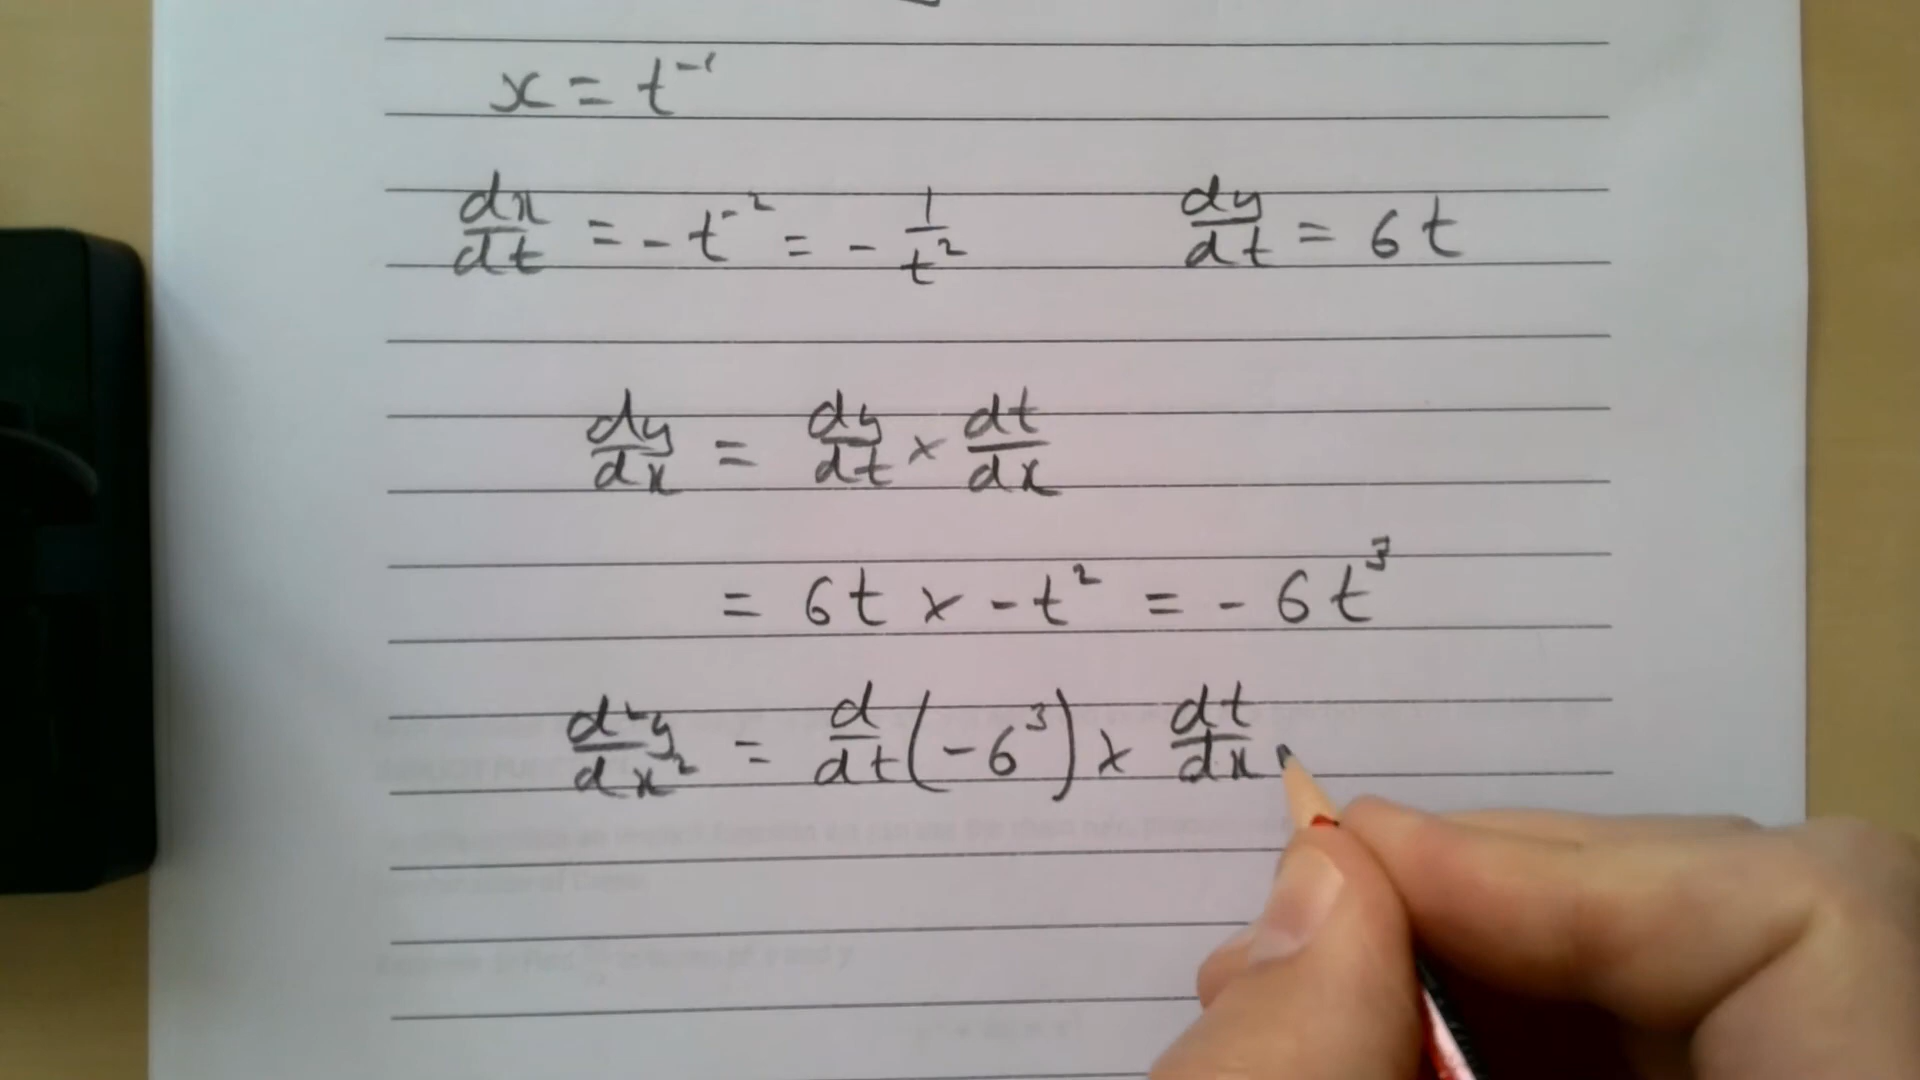 x = t⁻¹
dx/dt = - t⁻² = - 1/t² dy/dt = 6t
dy/dx = dy/dt × dt/dx
= 6t × -t² = - 6t³
d²y/dx² = d/dt(-6³) × dt/dx